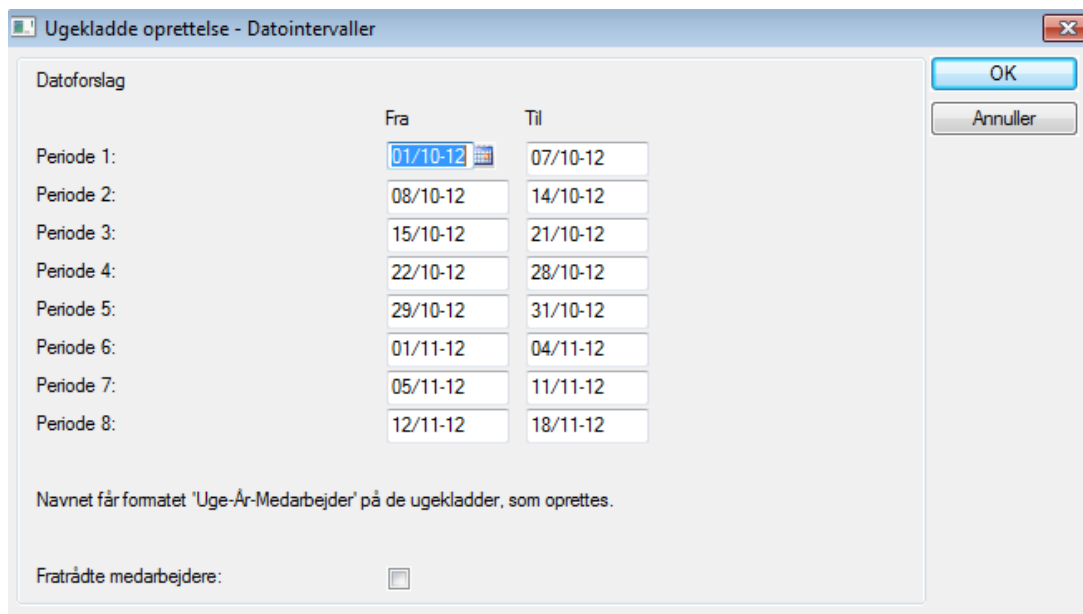 Ugekladde oprettelse - Datointervaller
OK
Datoforslag
Annuller
Fra Til
Periode 1: 01/10-12 07/10-12
Periode 2: 08/10-12 14/10-12
Periode 3: 15/10-12 21/10-12
Periode 4: 22/10-12 28/10-12
Periode 5: 29/10-12 31/10-12
Periode 6: 01/11-12 04/11-12
Periode 7: 05/11-12 11/11-12
Periode 8: 12/11-12 18/11-12
Navnet får formatet 'Uge-År-Medarbejder' på de ugekladder, som oprettes.
Fratrådte medarbejdere: